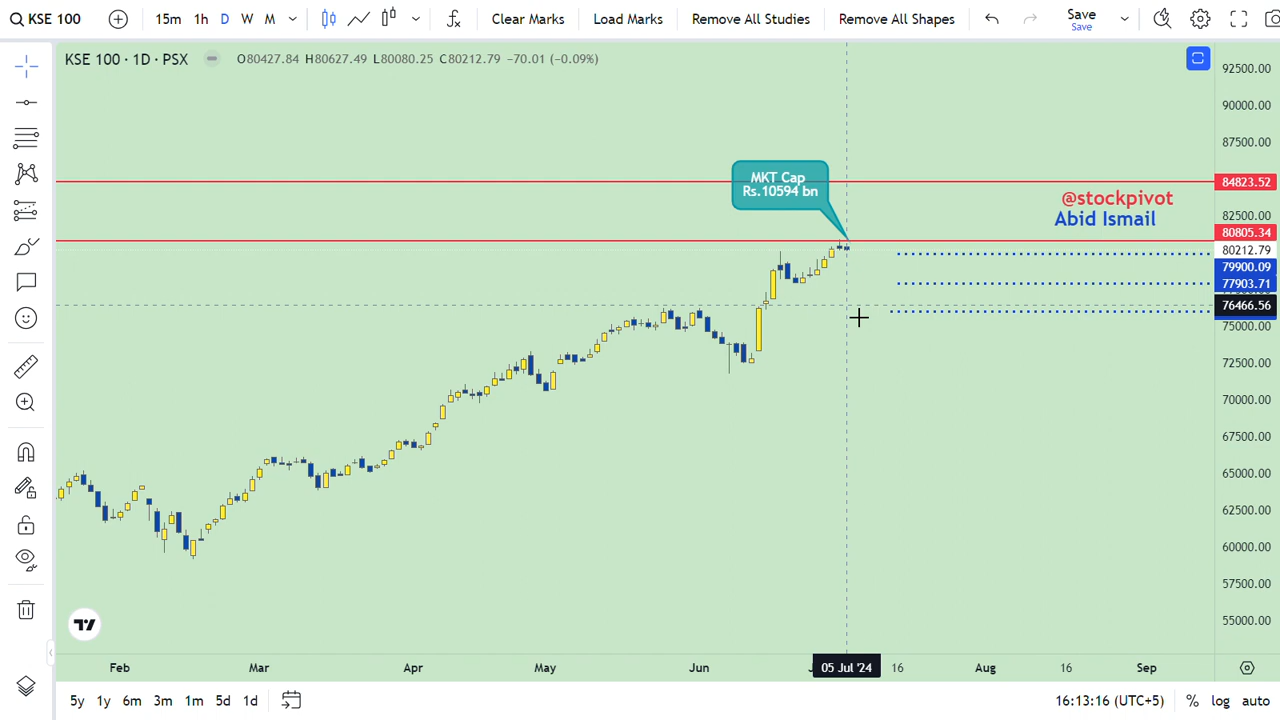 KSE 100
15m 1h D W M
Clear Marks
Load Marks
Remove All Studies
Remove All Shapes
Save
Save
KSE 100 · 1D · PSX
O80427.84 H80627.49 L80080.25 C80212.79 −70.01 (−0.09%)
MKT Cap
Rs.10594 bn
@stockpivot
Abid Ismail
92500.00
90000.00
87500.00
84823.52
82500.00
80805.34
80212.79
79900.09
77903.71
76466.56
75000.00
72500.00
70000.00
67500.00
65000.00
62500.00
60000.00
57500.00
55000.00
Feb Mar Apr May Jun 05 Jul '24 16 Aug 16 Sep
5y 1y 6m 3m 1m 5d 1d
16:13:16 (UTC+5) % log auto